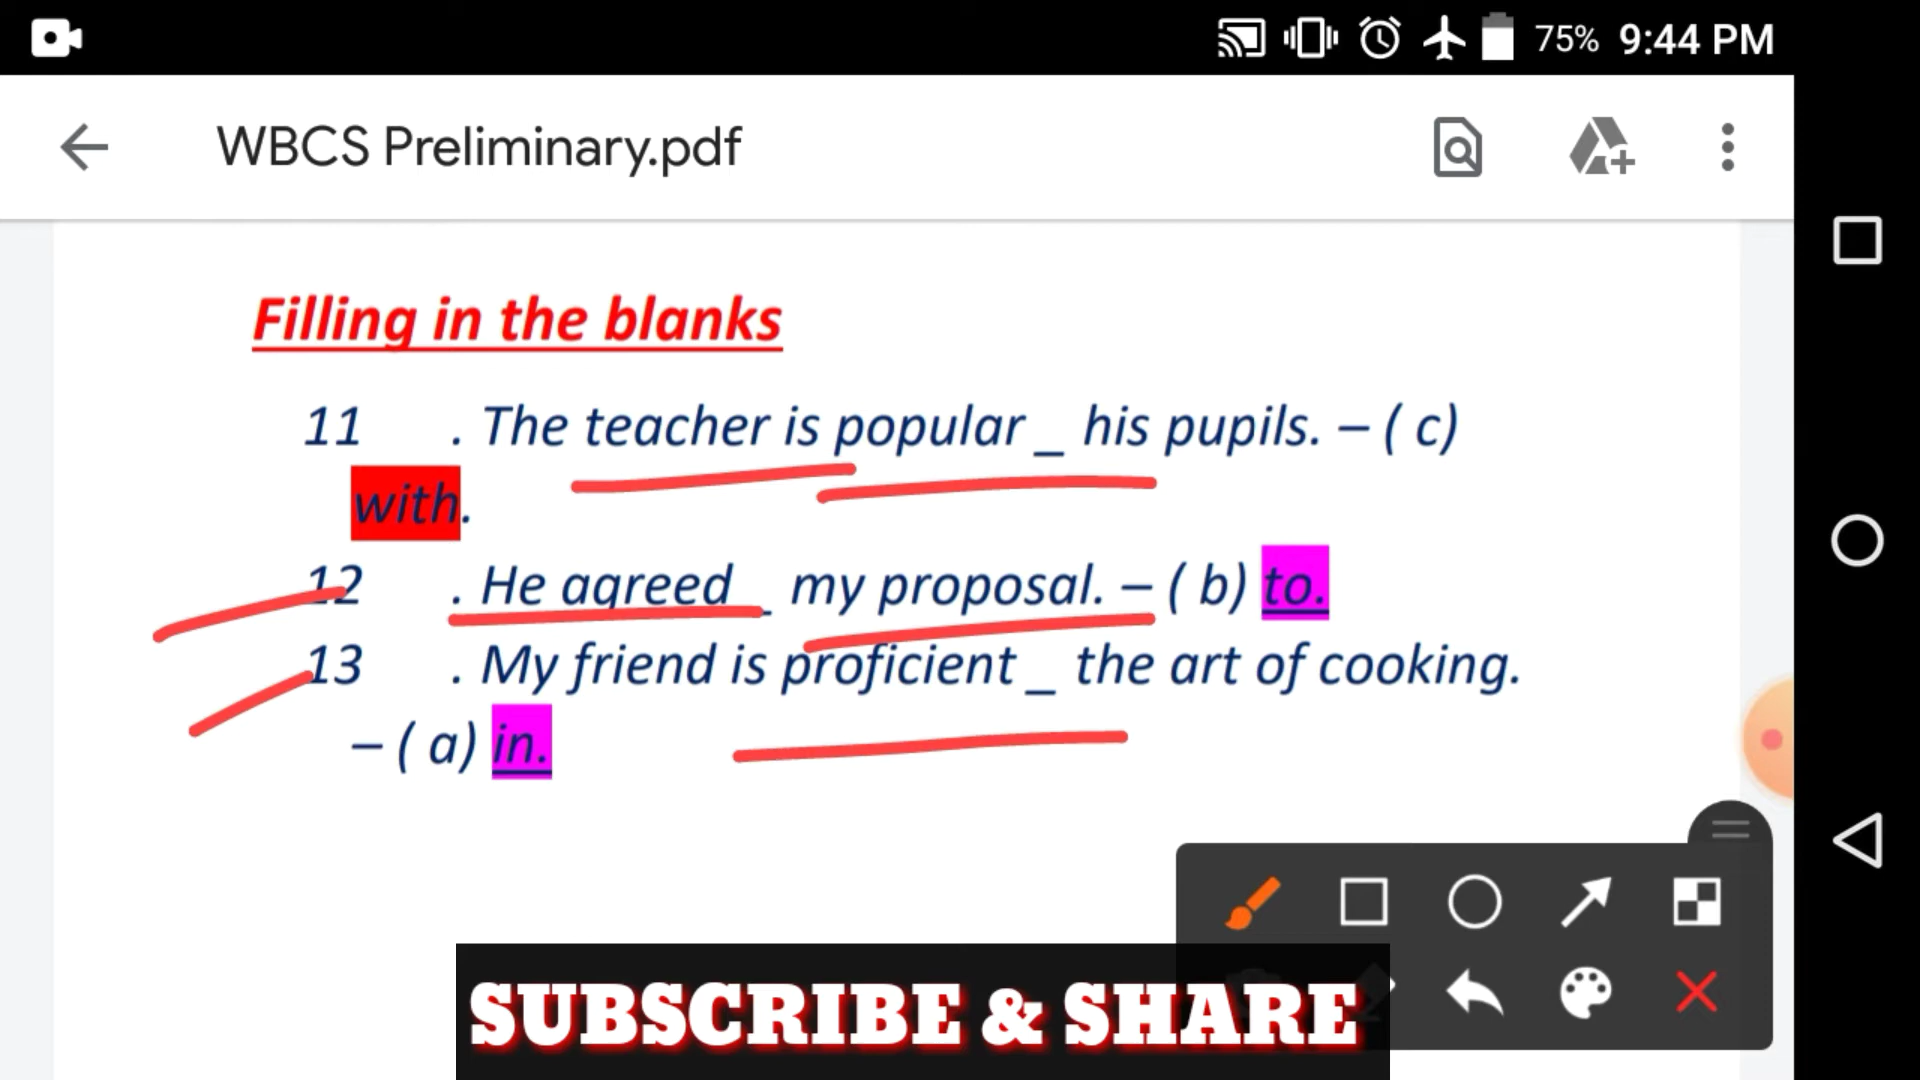 75% 9:44 PM
WBCS Preliminary.pdf
Filling in the blanks
11 . The teacher is popular _ his pupils. – ( c)
with.
12 . He agreed _ my proposal. – ( b) to.
13 . My friend is proficient _ the art of cooking.
– ( a) in.
SUBSCRIBE & SHARE